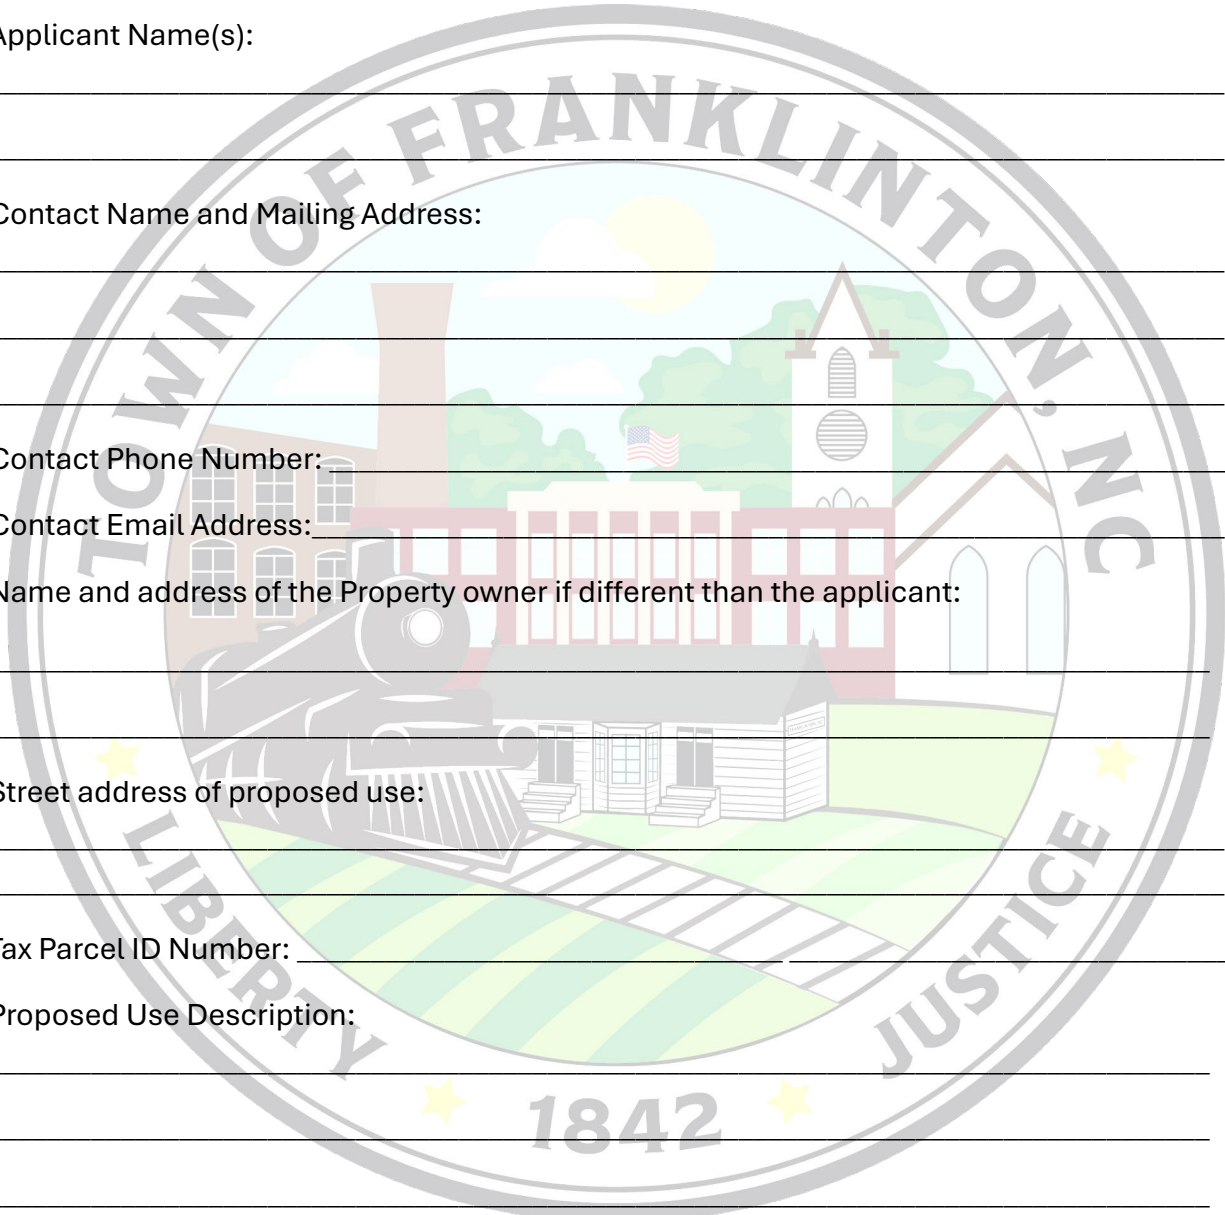 Applicant Name(s):
TOWN OF FRANKLINTON, NC
Contact Name and Mailing Address:
Contact Phone Number:
Contact Email Address:
Name and address of the Property owner if different than the applicant:
Street address of proposed use:
Tax Parcel ID Number:
Proposed Use Description:
LIBERTY
1842
JUSTICE